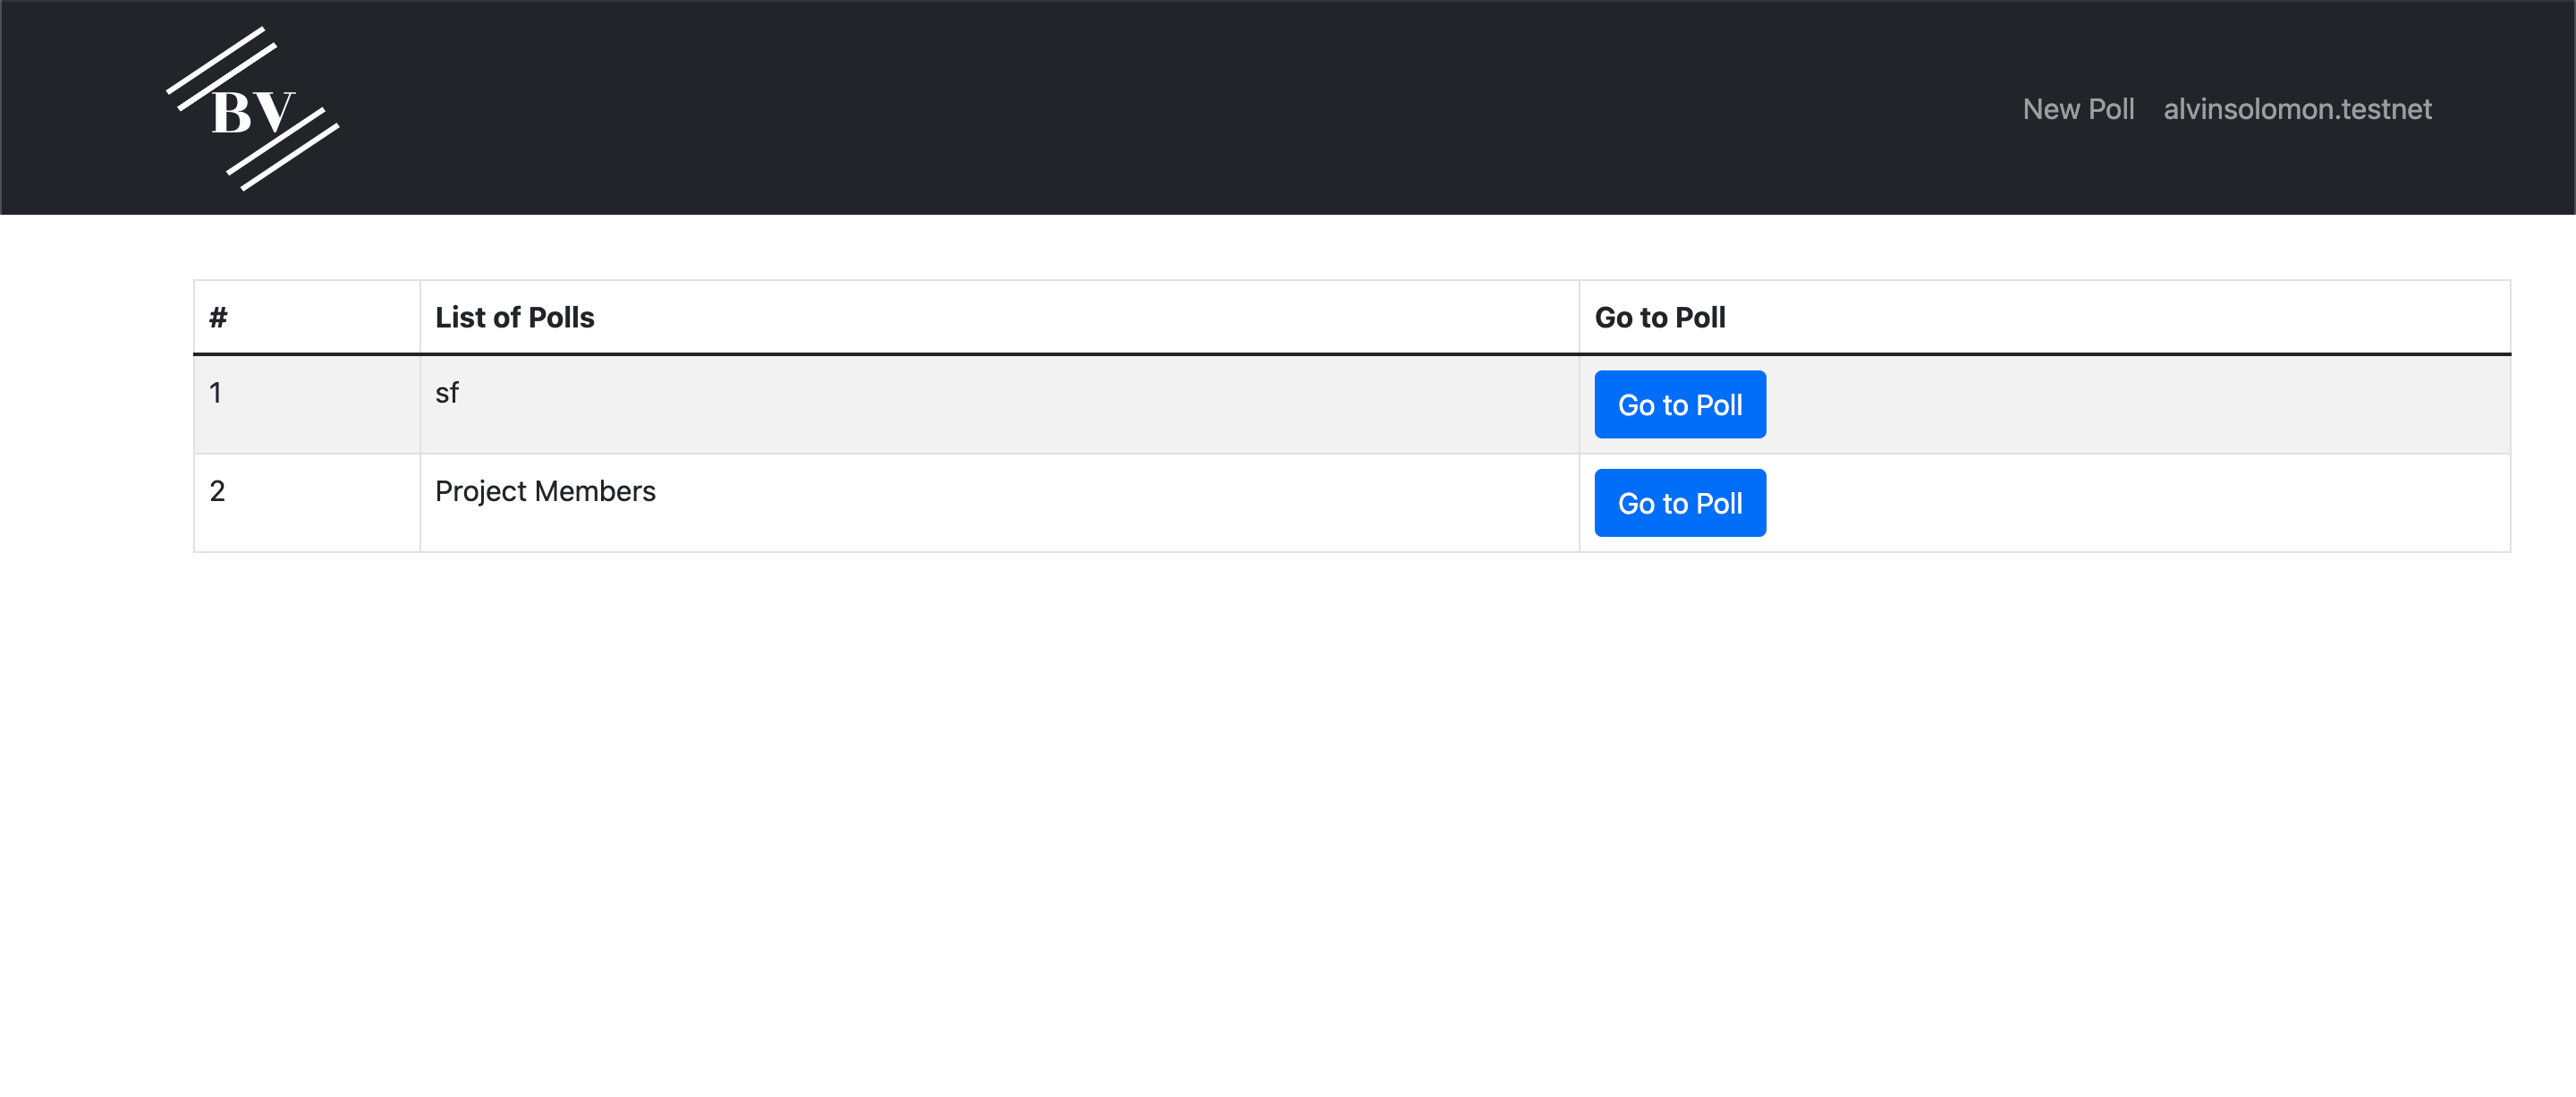 BV
New Poll alvinsolomon.testnet
# List of Polls Go to Poll
1 sf Go to Poll
2 Project Members Go to Poll